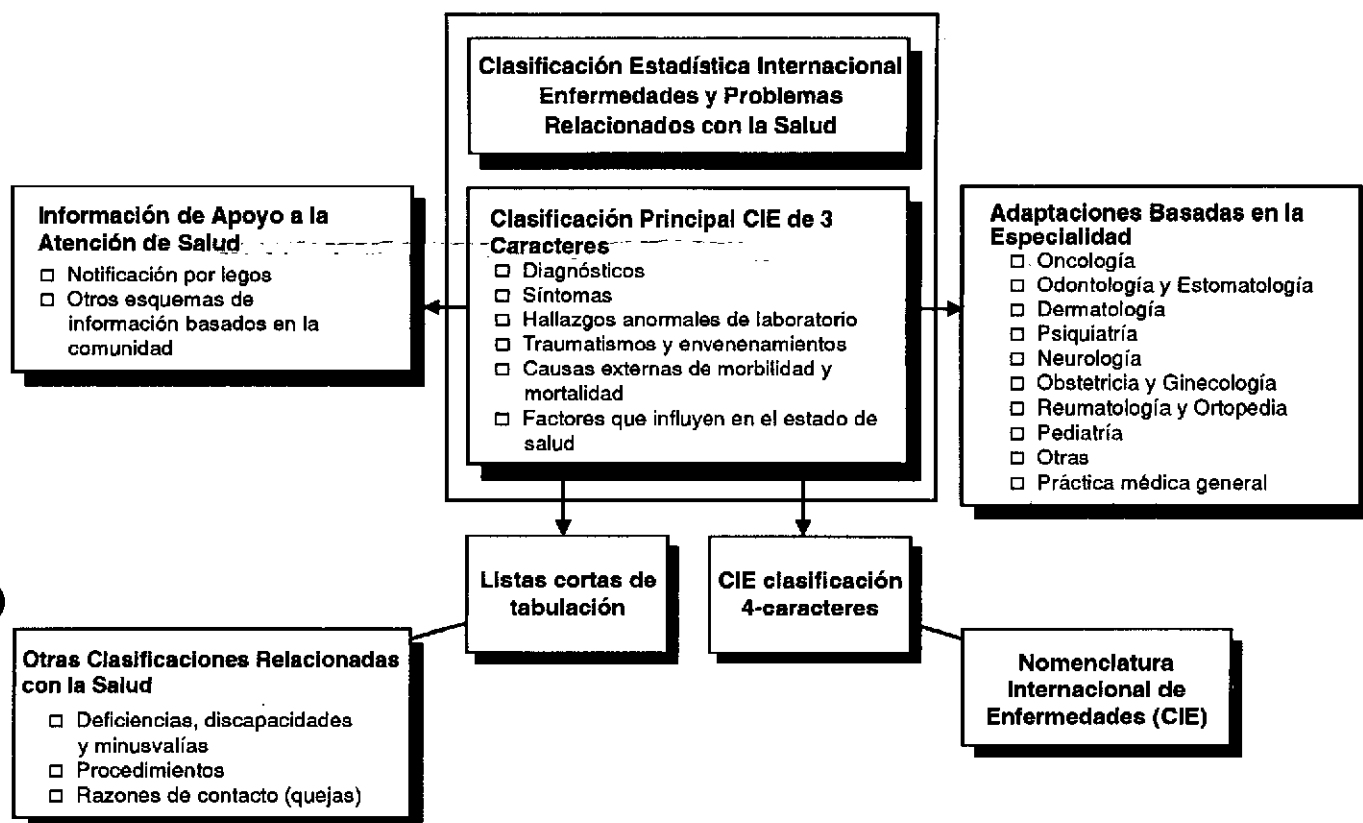 Clasificación Estadística Internacional
Enfermedades y Problemas
Relacionados con la Salud
Información de Apoyo a la
Atención de Salud
□ Notificación por legos
□ Otros esquemas de
información basados en la
comunidad
Clasificación Principal CIE de 3
Caracteres
□ Diagnósticos
□ Síntomas
□ Hallazgos anormales de laboratorio
□ Traumatismos y envenenamientos
□ Causas externas de morbilidad y
mortalidad
□ Factores que influyen en el estado de
salud
Adaptaciones Basadas en la
Especialidad
□ Oncología
□ Odontología y Estomatología
□ Dermatología
□ Psiquiatría
□ Neurología
□ Obstetricia y Ginecología
□ Reumatología y Ortopedia
□ Pediatría
□ Otras
□ Práctica médica general
Listas cortas de
tabulación
CIE clasificación
4-caracteres
Otras Clasificaciones Relacionadas
con la Salud
□ Deficiencias, discapacidades
y minusvalías
□ Procedimientos
□ Razones de contacto (quejas)
Nomenclatura
Internacional de
Enfermedades (CIE)